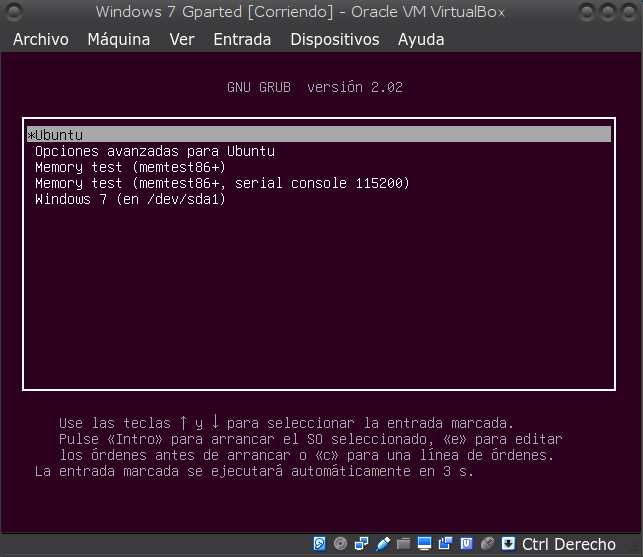 Windows 7 Gparted [Corriendo] - Oracle VM VirtualBox
Archivo Máquina Ver Entrada Dispositivos Ayuda
GNU GRUB versión 2.02
*Ubuntu
Opciones avanzadas para Ubuntu
Memory test (memtest86+)
Memory test (memtest86+, serial console 115200)
Windows 7 (en /dev/sda1)
Use las teclas ↑ y ↓ para seleccionar la entrada marcada.
Pulse «Intro» para arrancar el SO seleccionado, «e» para editar
los órdenes antes de arrancar o «c» para una línea de órdenes.
La entrada marcada se ejecutará automáticamente en 3 s.
Ctrl Derecho